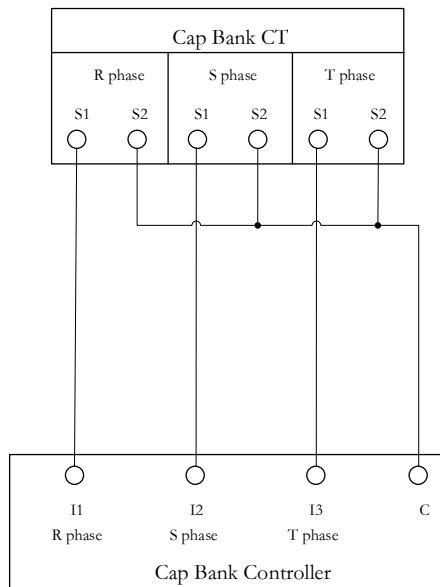 Cap Bank CT
R phase S phase T phase
S1 S2 S1 S2 S1 S2
I1 I2 I3 C
R phase S phase T phase
Cap Bank Controller